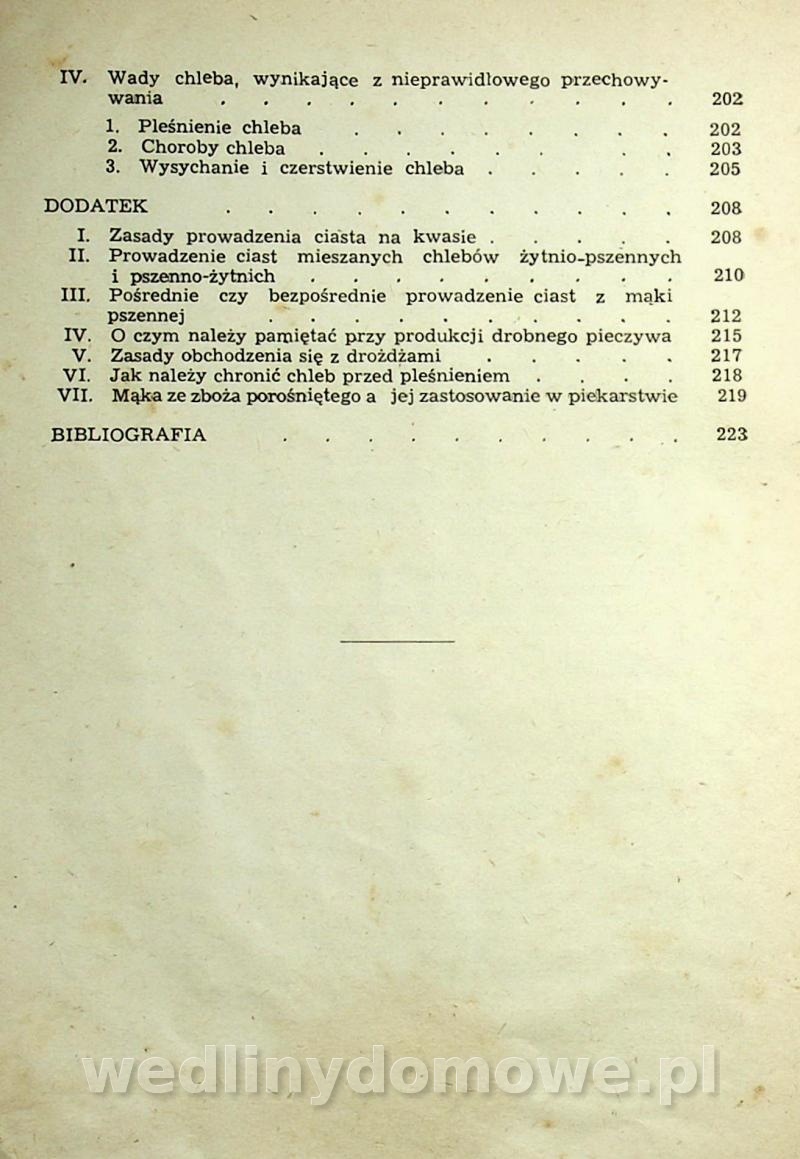 IV. Wady chleba, wynikające z nieprawidlowego przechowy-
wania . . . . . . . . . . . 202
1. Pleśnienie chleba . . . . . . . . 202
2. Choroby chleba . . . . . . . . 203
3. Wysychanie i czerstwienie chleba . . . . . 205
DODATEK . . . . . . . . . . . 208
I. Zasady prowadzenia ciasta na kwasie . . . . . 208
II. Prowadzenie ciast mieszanych chlebów żytnio-pszennych
i pszenno-żytnich . . . . . . . . . 210
III. Pośrednie czy bezpośrednie prowadzenie ciast z mąki
pszennej . . . . . . . . . . 212
IV. O czym należy pamiętać przy produkcji drobnego pieczywa 215
V. Zasady obchodzenia się z drożdżami . . . . . 217
VI. Jak należy chronić chleb przed pleśnieniem . . . . 218
VII. Mąka ze zboża porośniętego a jej zastosowanie w piekarstwie 219
BIBLIOGRAFIA . . . . . . . . . . 223
wedlinydomowe.pl